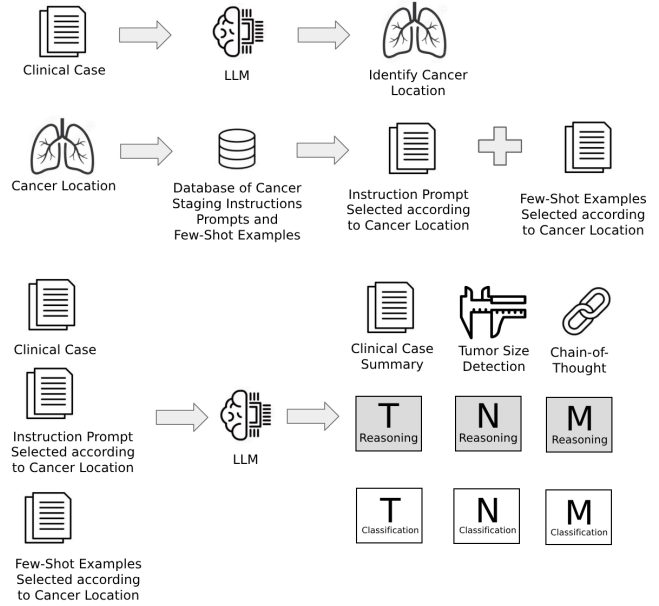 Clinical Case
LLM
Identify Cancer
Location
Cancer Location
Database of Cancer
Staging Instructions
Prompts and
Few-Shot Examples
Instruction Prompt
Selected according
to Cancer Location
Few-Shot Examples
Selected according
to Cancer Location
Clinical Case
Instruction Prompt
Selected according
to Cancer Location
Few-Shot Examples
Selected according
to Cancer Location
LLM
Clinical Case
Summary
Tumor Size
Detection
Chain-of-
Thought
T
Reasoning
N
Reasoning
M
Reasoning
T
Classification
N
Classification
M
Classification